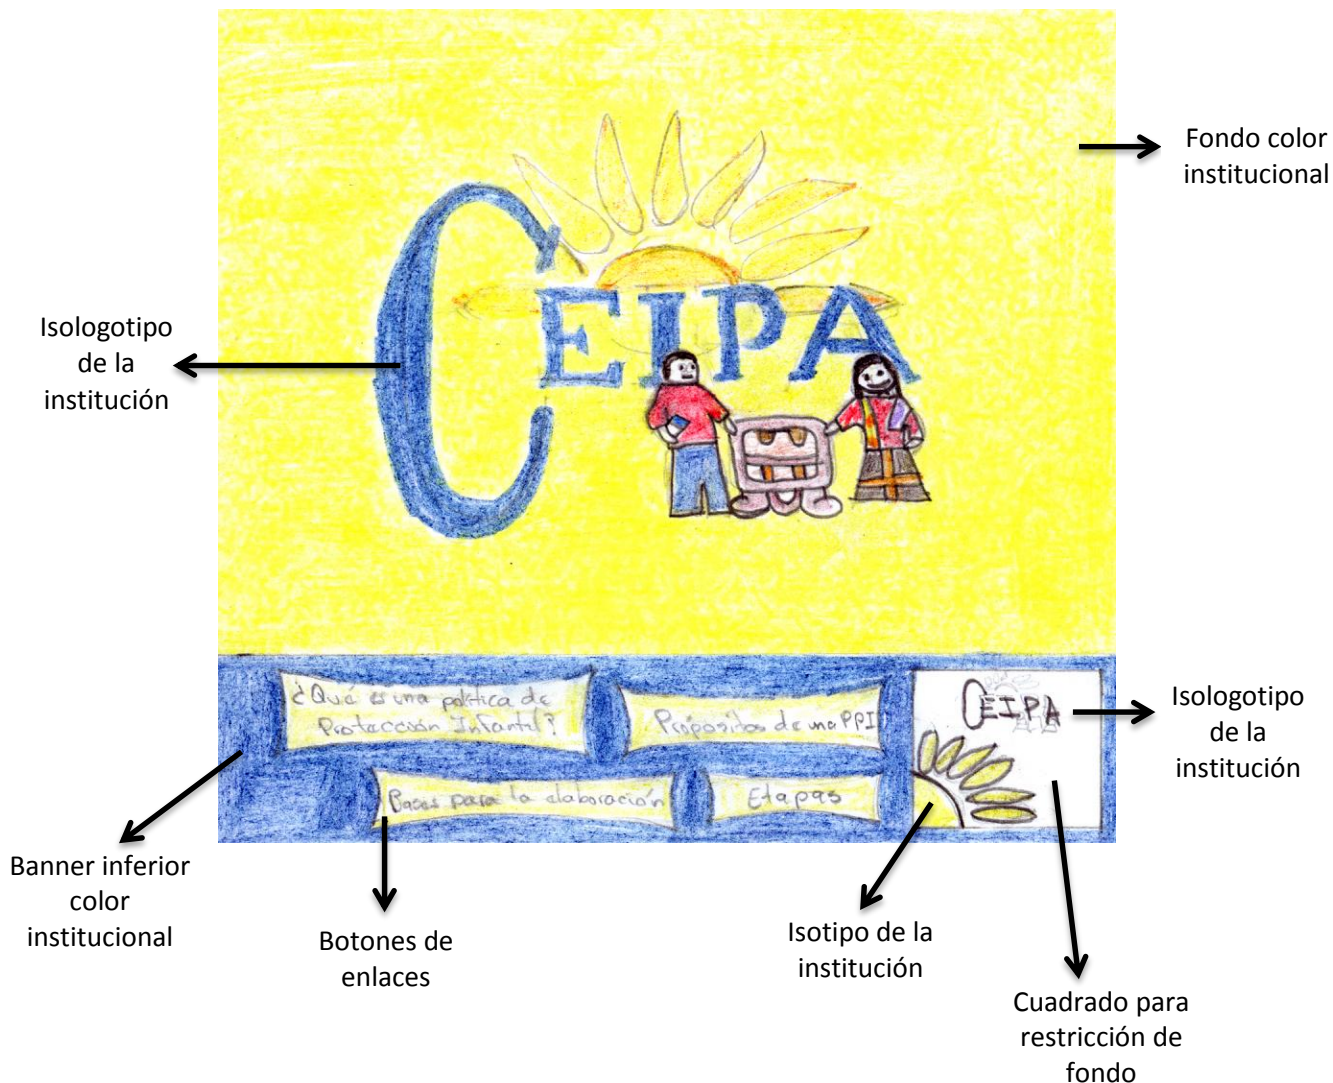 Fondo color
institucional
CEIPA
Isologotipo
de la
institución
¿Qué es una política de
Protección Infantil?
Propositos de una PPI
Bases para la elaboración
Etapas
CEIPA
Isologotipo
de la
institución
Banner inferior
color
institucional
Botones de
enlaces
Isotipo de la
institución
Cuadrado para
restricción de
fondo